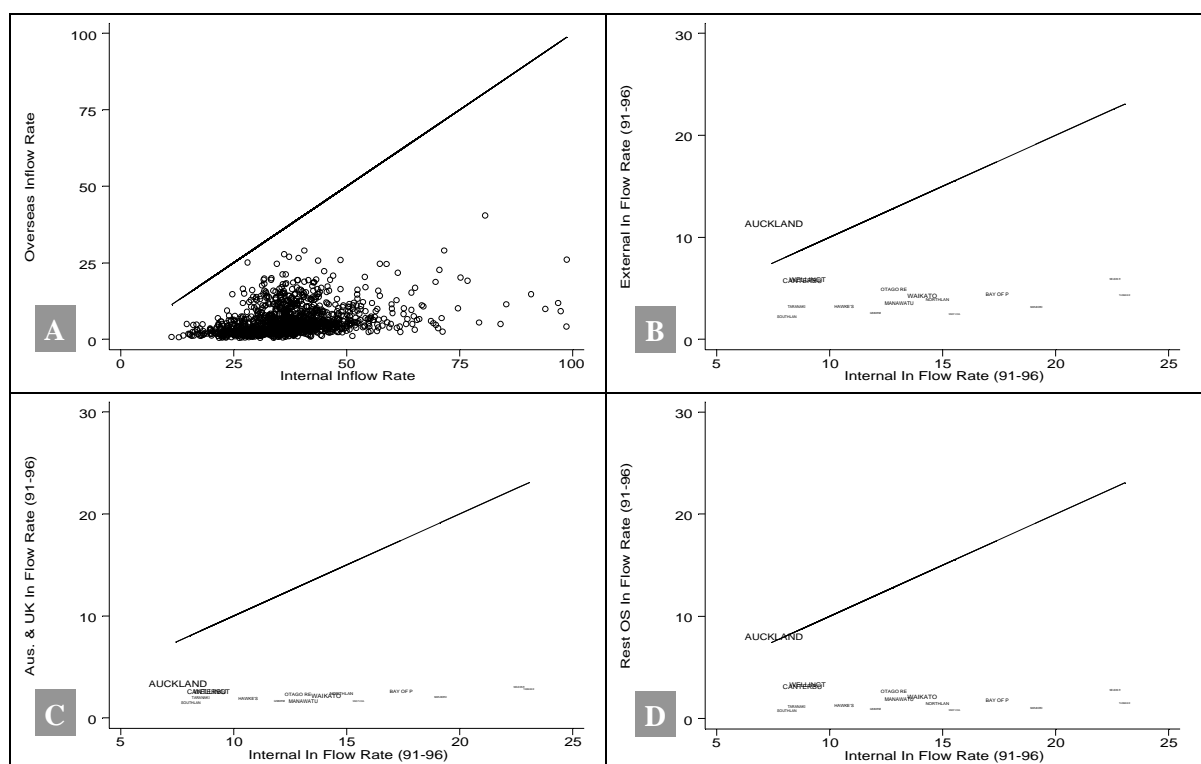 100
75
50
25
0
Overseas Inflow Rate
0 25 50 75 100
Internal Inflow Rate
A
30
20
10
0
External In Flow Rate (91-96)
AUCKLAND
WELLINGT
CANTERBU
OTAGO RE
WAIKATO
BAY OF P
NORTHLAN
MANAWATU
TARANAKI
HAWKE'S
SOUTHLAN
5 10 15 20 25
Internal In Flow Rate (91-96)
B
30
20
10
0
Aus. & UK In Flow Rate (91-96)
AUCKLAND
CANTERBU
WELLINGT
OTAGO RE
WAIKATO
NORTHLAN
BAY OF P
TARANAKI
HAWKE'S
MANAWATU
SOUTHLAN
5 10 15 20 25
Internal In Flow Rate (91-96)
C
30
20
10
0
Rest OS In Flow Rate (91-96)
AUCKLAND
WELLINGT
CANTERBU
OTAGO RE
WAIKATO
MANAWATU
BAY OF P
NORTHLAN
TARANAKI
HAWKE'S
SOUTHLAN
5 10 15 20 25
Internal In Flow Rate (91-96)
D